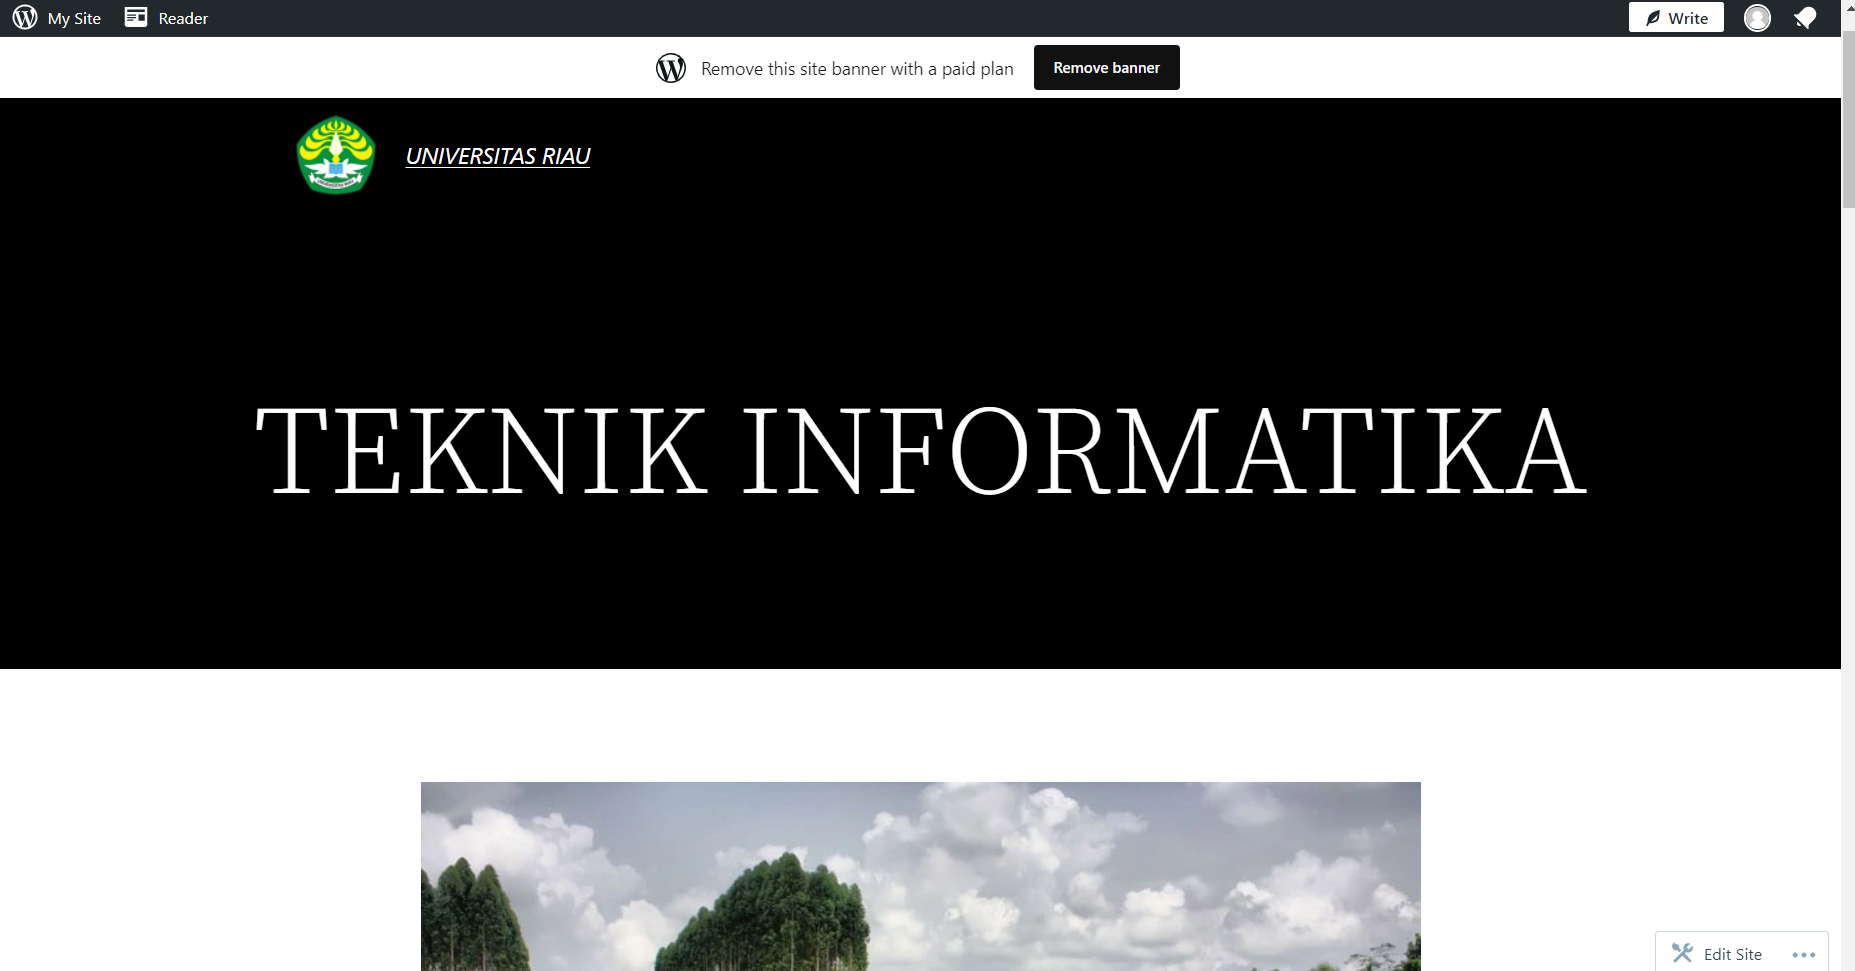 My Site Reader Write
Remove this site banner with a paid plan Remove banner
UNIVERSITAS RIAU
TEKNIK INFORMATIKA
Edit Site